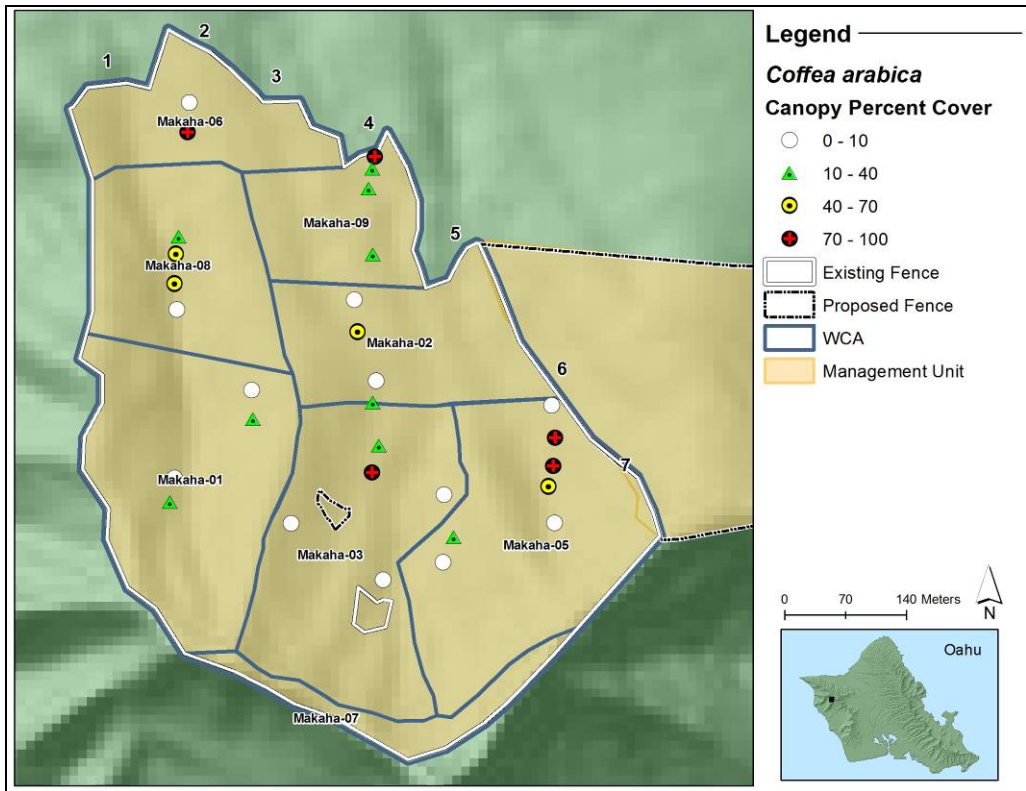 1
2
3
4
5
6
7
Makaha-06
Makaha-09
Makaha-08
Makaha-02
Makaha-01
Makaha-03
Makaha-05
Makaha-07
Legend
Coffea arabica
Canopy Percent Cover
0 - 10
10 - 40
40 - 70
70 - 100
Existing Fence
Proposed Fence
WCA
Management Unit
0 70 140 Meters
N
Oahu